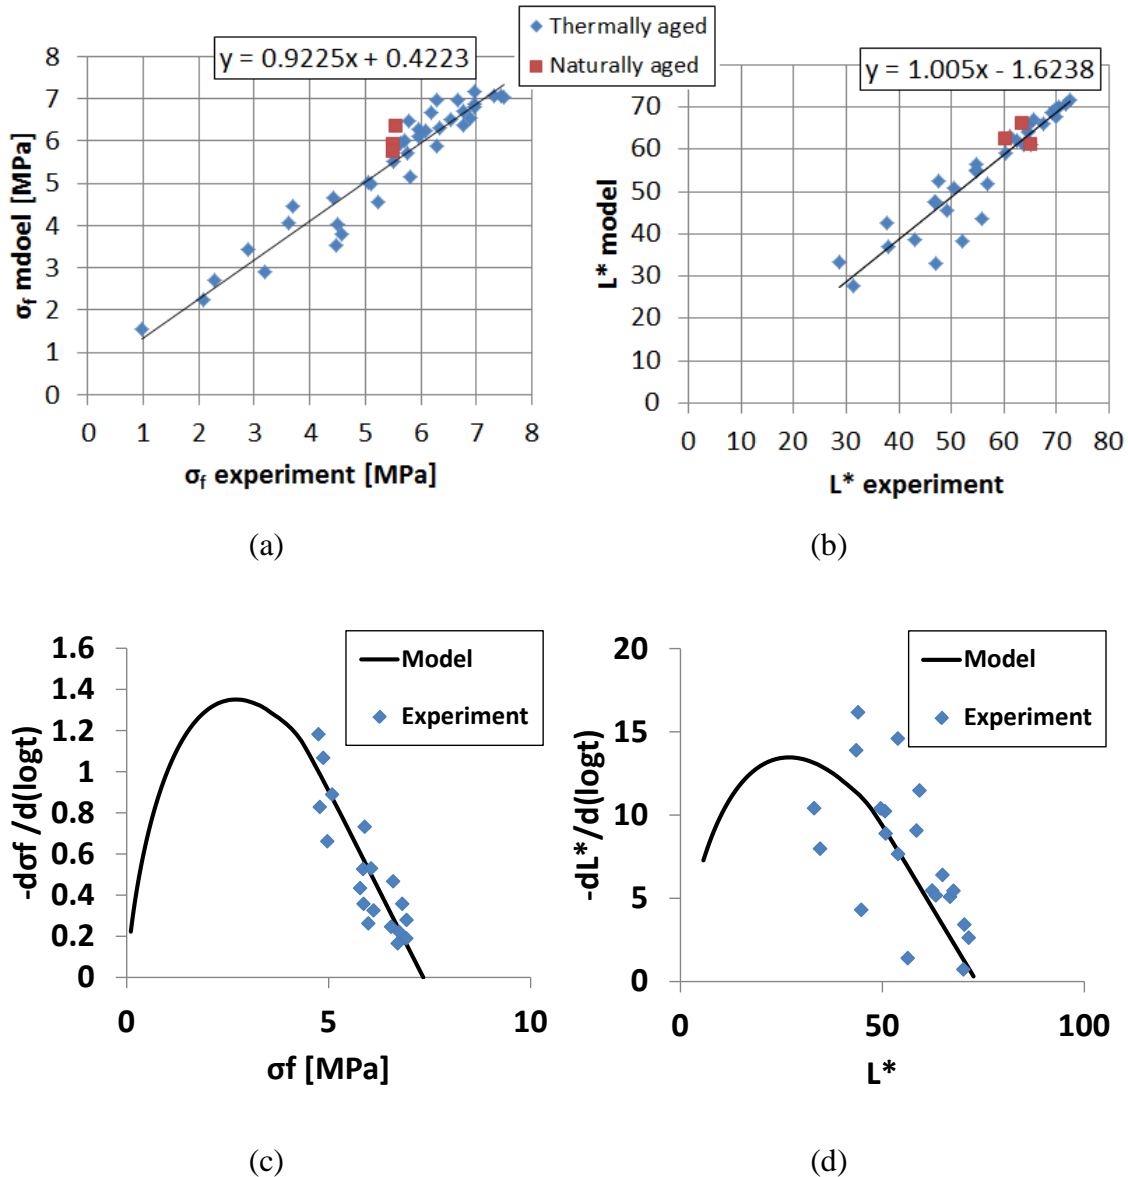 Thermally aged
Naturally aged
y = 0.9225x + 0.4223
8
7
6
5
4
3
2
1
0
σf mdoel [MPa]
0 1 2 3 4 5 6 7 8
σf experiment [MPa]
(a)
y = 1.005x - 1.6238
70
60
50
40
30
20
10
0
L* model
0 10 20 30 40 50 60 70 80
L* experiment
(b)
1.6
1.4
1.2
1
0.8
0.6
0.4
0.2
0
-dσf /d(logt)
Model
Experiment
0 5 10
σf [MPa]
(c)
20
15
10
5
0
-dL*/d(logt)
Model
Experiment
0 50 100
L*
(d)